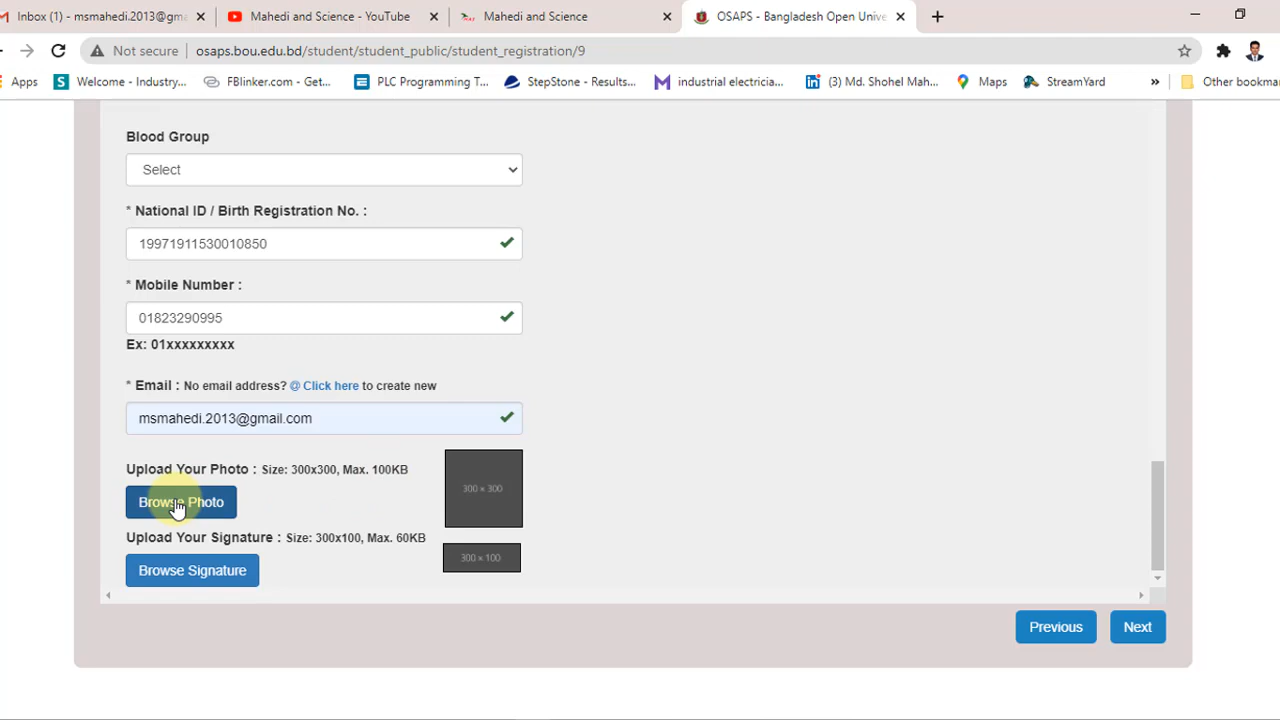 Inbox (1) - msmahedi.2013@gma
Mahedi and Science - YouTube
Mahedi and Science
OSAPS - Bangladesh Open Unive
Not secure
osaps.bou.edu.bd/student/student_public/student_registration/9
Apps
Welcome - Industry...
FBlinker.com - Get...
PLC Programming T...
StepStone - Results...
industrial electricia...
(3) Md. Shohel Mah...
Maps
StreamYard
»
Other bookma
Blood Group
Select
* National ID / Birth Registration No. :
19971911530010850
* Mobile Number :
01823290995
Ex: 01xxxxxxxxx
* Email : No email address? @ Click here to create new
msmahedi.2013@gmail.com
Upload Your Photo : Size: 300x300, Max. 100KB
300 × 300
Browse Photo
Upload Your Signature : Size: 300x100, Max. 60KB
300 × 100
Browse Signature
Previous
Next